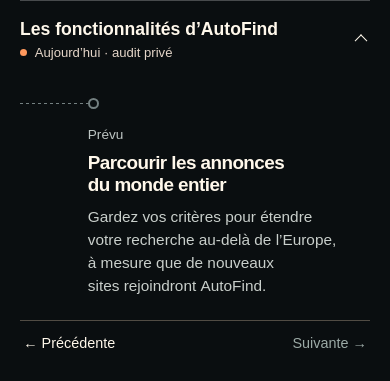 Les fonctionnalités d’AutoFind
Aujourd’hui · audit privé
Prévu
Parcourir les annonces
du monde entier
Gardez vos critères pour étendre
votre recherche au-delà de l’Europe,
à mesure que de nouveaux
sites rejoindront AutoFind.
← Précédente
Suivante →